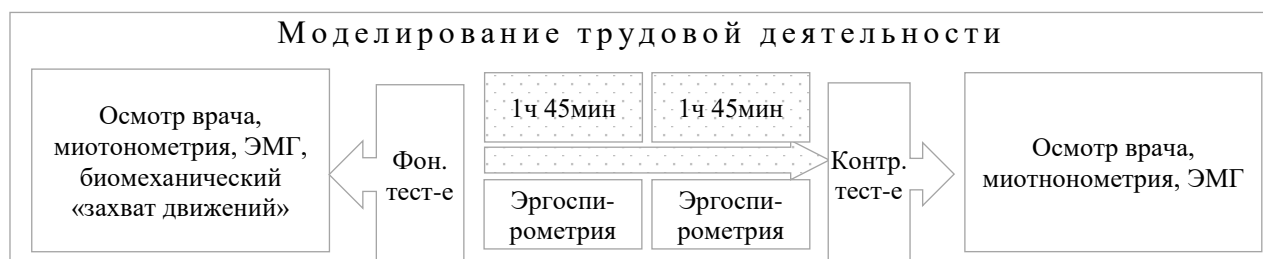 Моделирование трудовой деятельности
Осмотр врача,
миотонометрия, ЭМГ,
биомеханический
«захват движений»
Фон.
тест-е
1ч 45мин
1ч 45мин
Эргоспи-
рометрия
Эргоспи-
рометрия
Контр.
тест-е
Осмотр врача,
миотнонометрия, ЭМГ